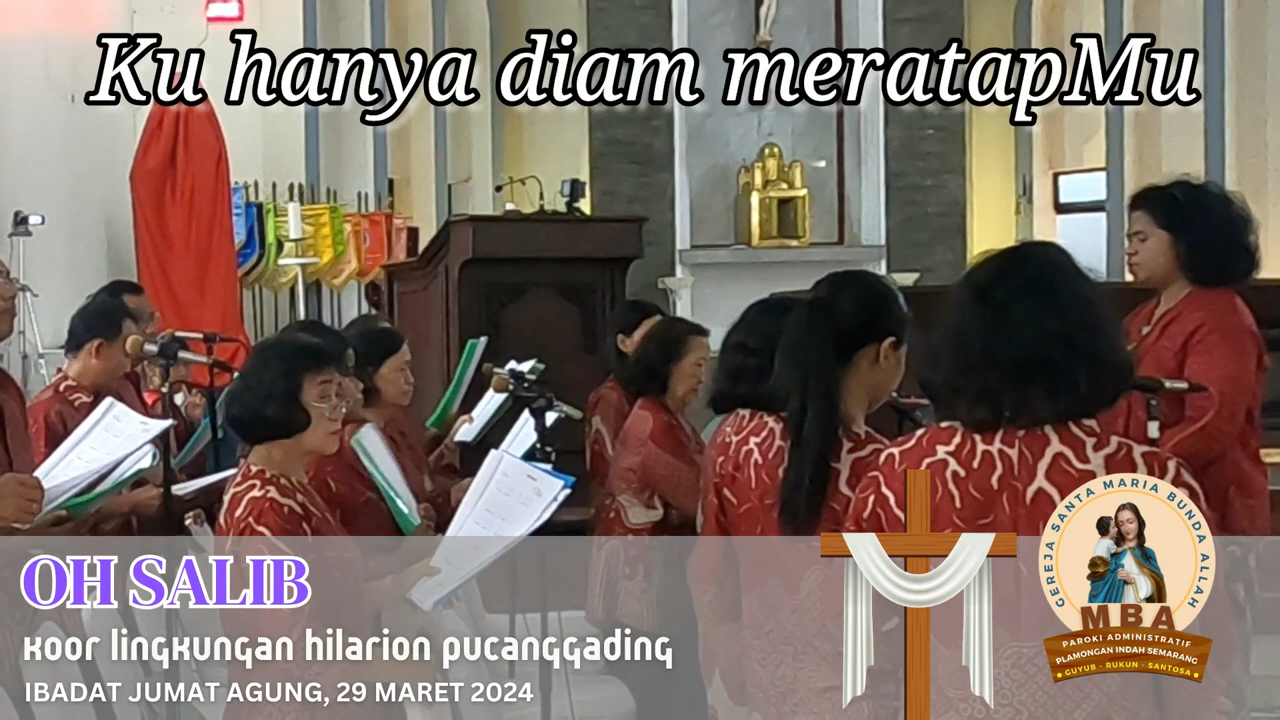 Ku hanya diam meratapMu
OH SALIB
koor lingkungan hilarion pucanggading
IBADAT JUMAT AGUNG, 29 MARET 2024
GEREJA SANTA MARIA BUNDA ALLAH
MBA
PAROKI ADMINISTRATIF
PLAMONGAN INDAH SEMARANG
GUYUB - RUKUN - SANTOSA